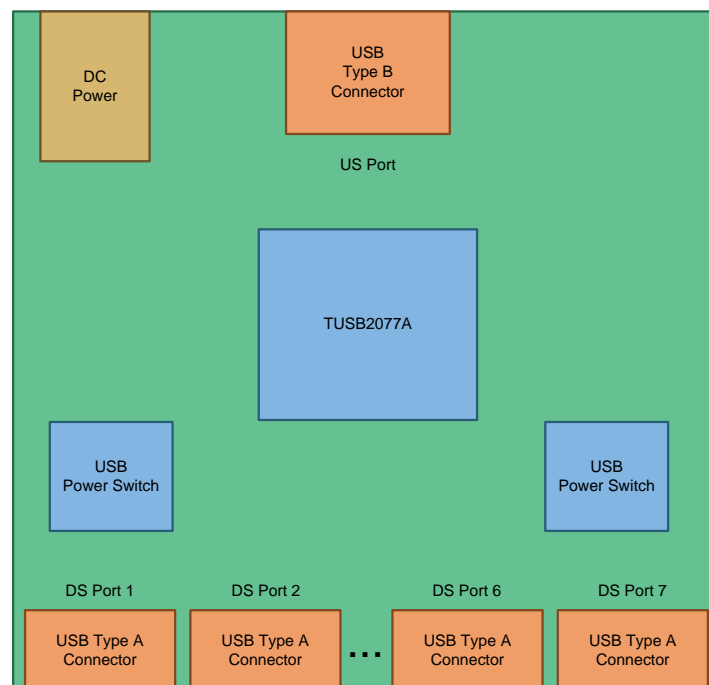 DC
Power
USB
Type B
Connector
US Port
TUSB2077A
USB
Power Switch
USB
Power Switch
DS Port 1
DS Port 2
DS Port 6
DS Port 7
USB Type A
Connector
USB Type A
Connector
...
USB Type A
Connector
USB Type A
Connector